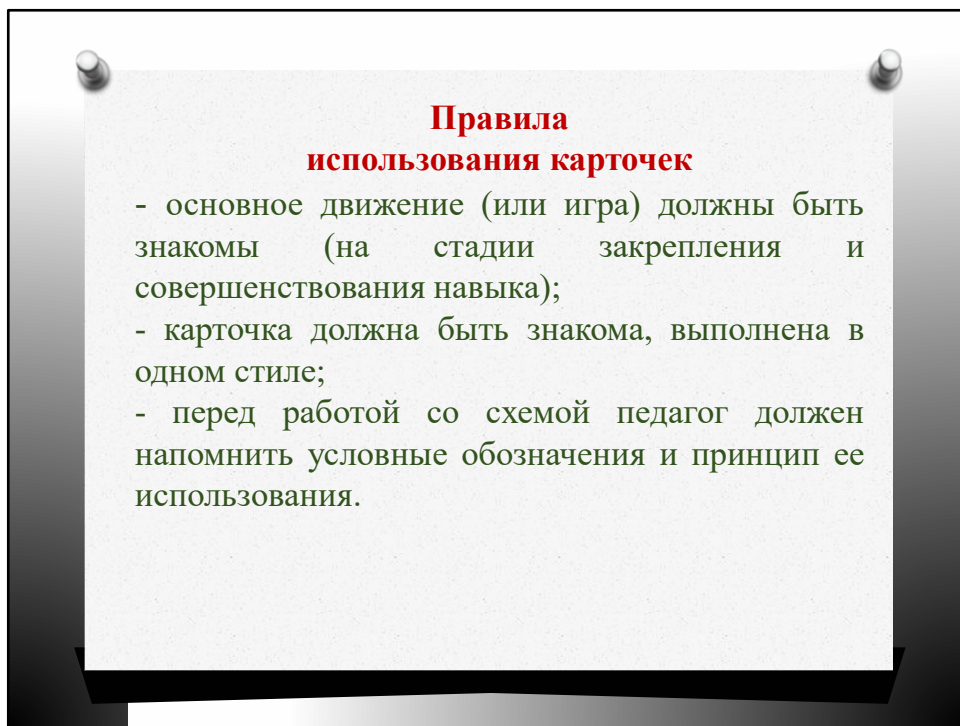 Правила
использования карточек
- основное движение (или игра) должны быть
знакомы (на стадии закрепления и
совершенствования навыка);
- карточка должна быть знакома, выполнена в
одном стиле;
- перед работой со схемой педагог должен
напомнить условные обозначения и принцип ее
использования.